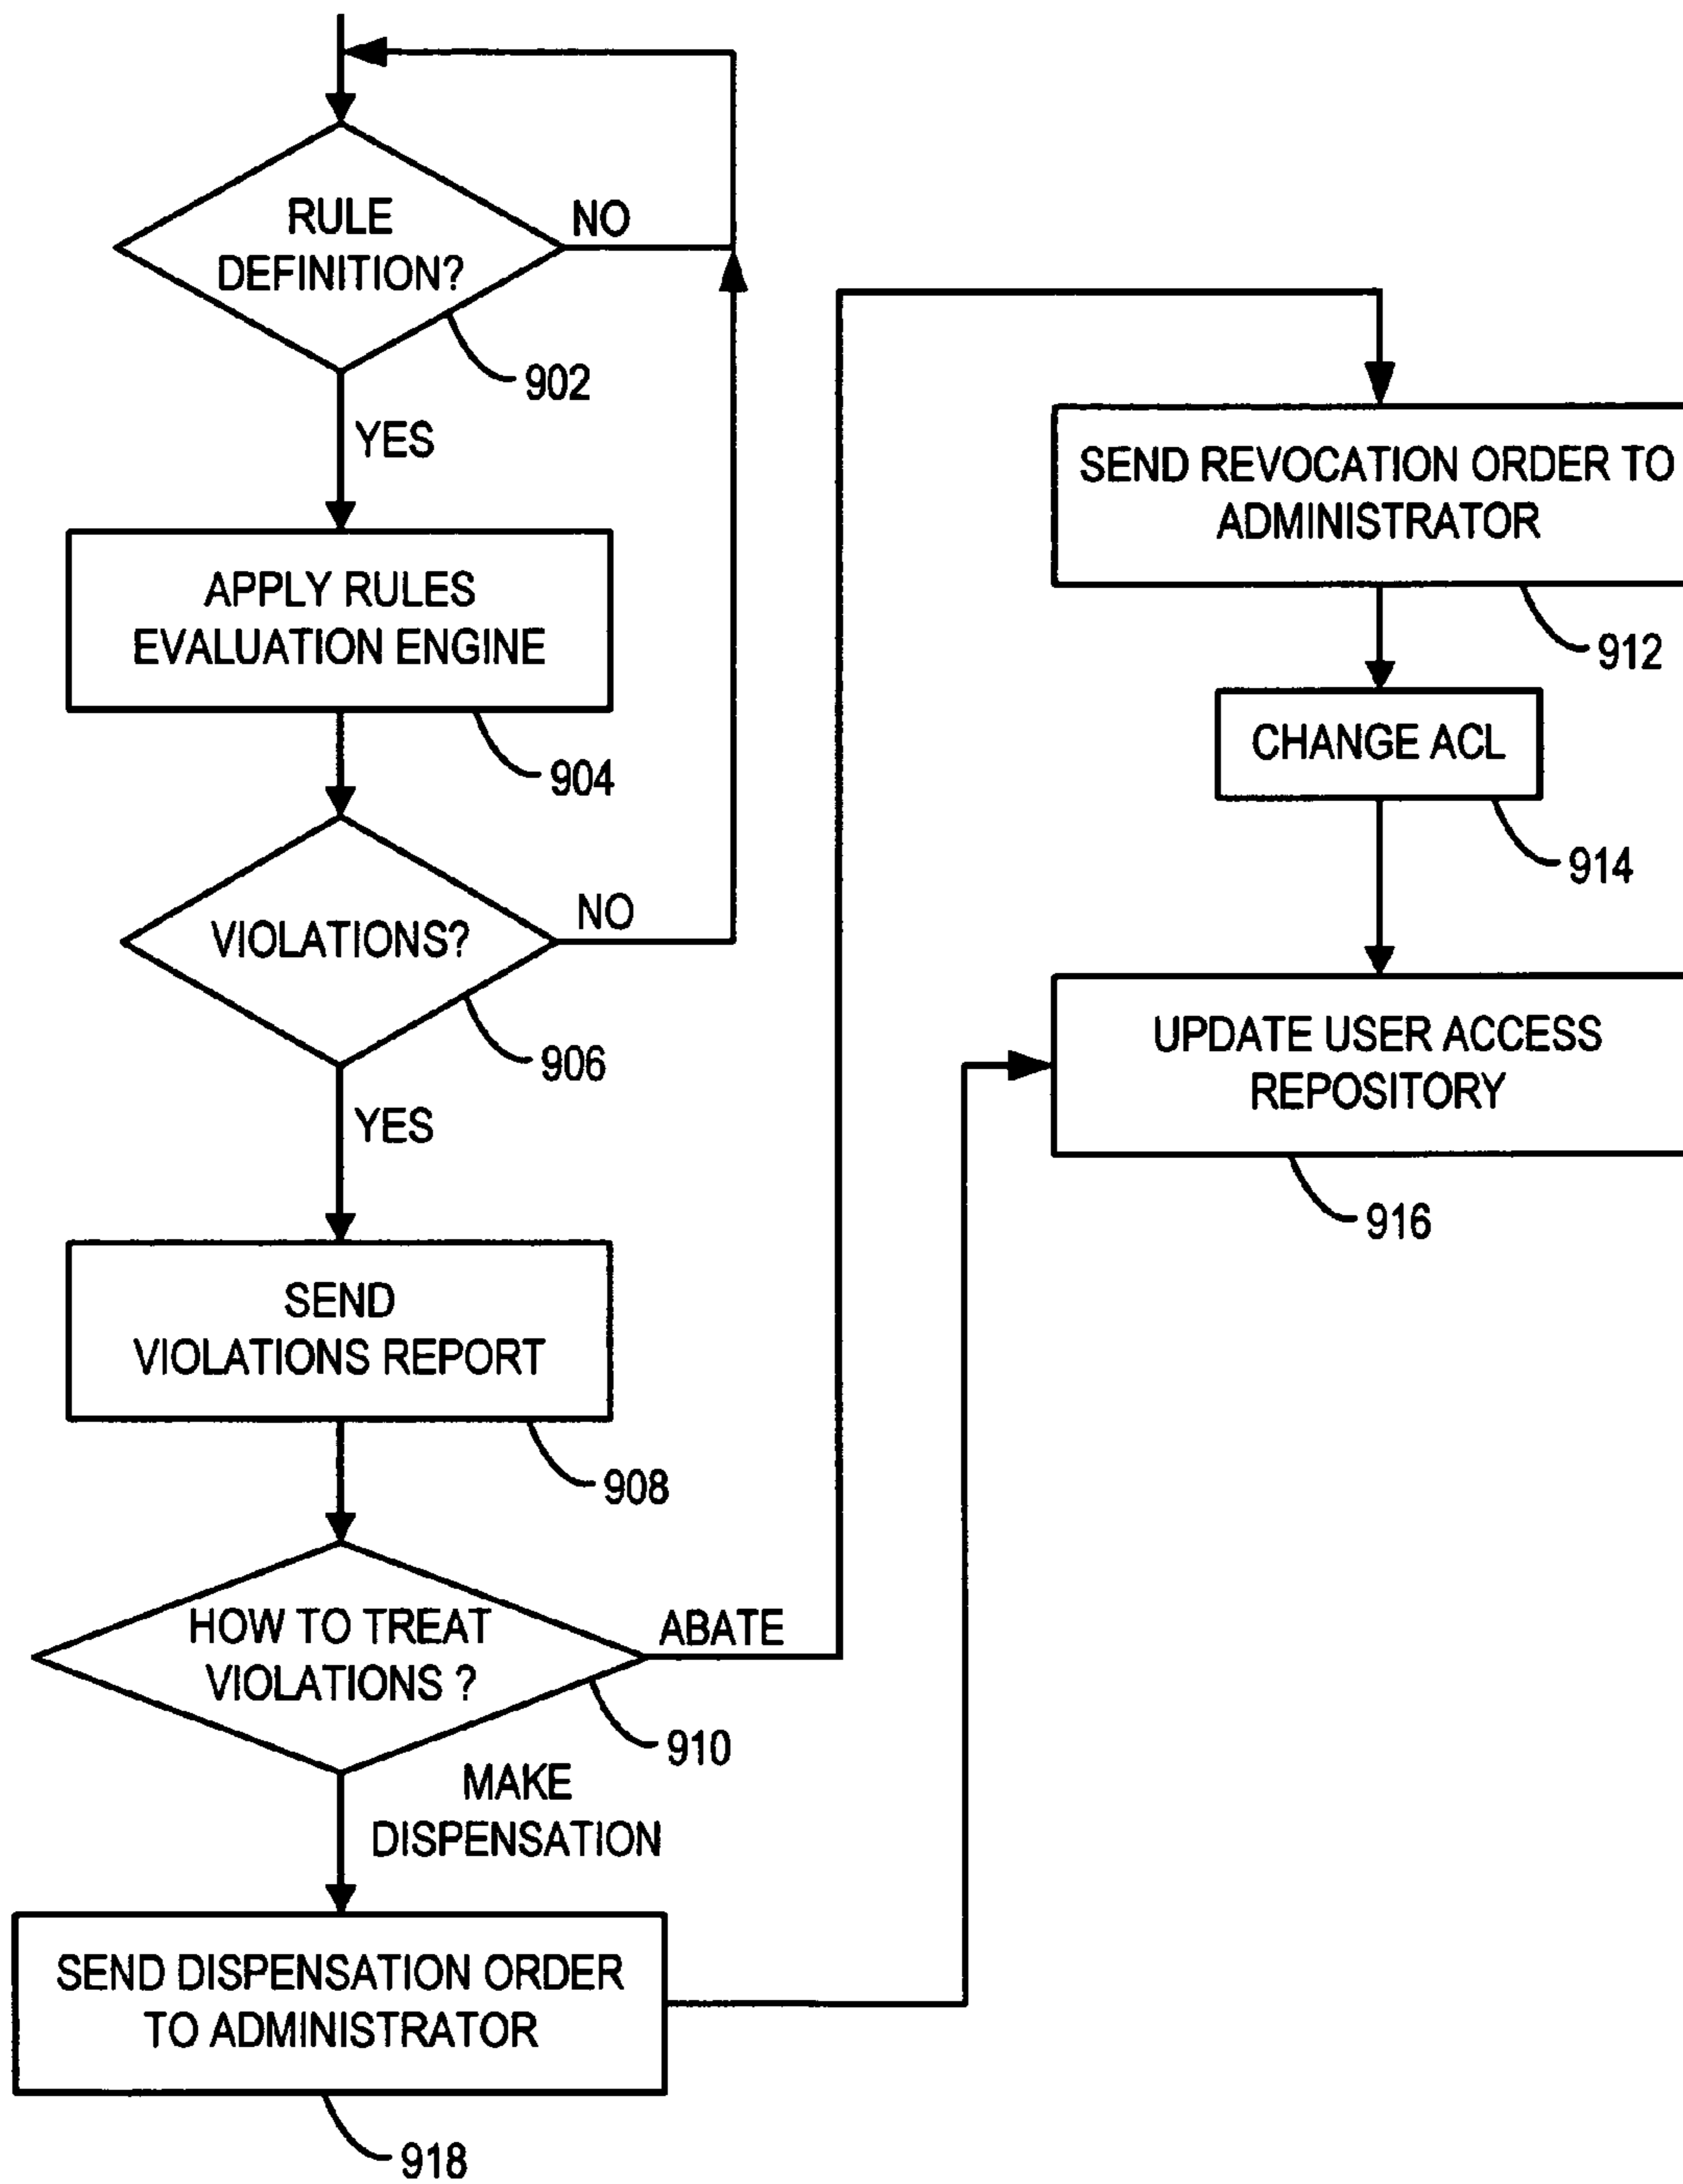 RULE
DEFINITION?
NO
902
YES
APPLY RULES
EVALUATION ENGINE
904
VIOLATIONS?
NO
906
YES
SEND
VIOLATIONS REPORT
908
HOW TO TREAT
VIOLATIONS ?
ABATE
910
MAKE
DISPENSATION
SEND DISPENSATION ORDER
TO ADMINISTRATOR
918
SEND REVOCATION ORDER TO
ADMINISTRATOR
912
CHANGE ACL
914
UPDATE USER ACCESS
REPOSITORY
916